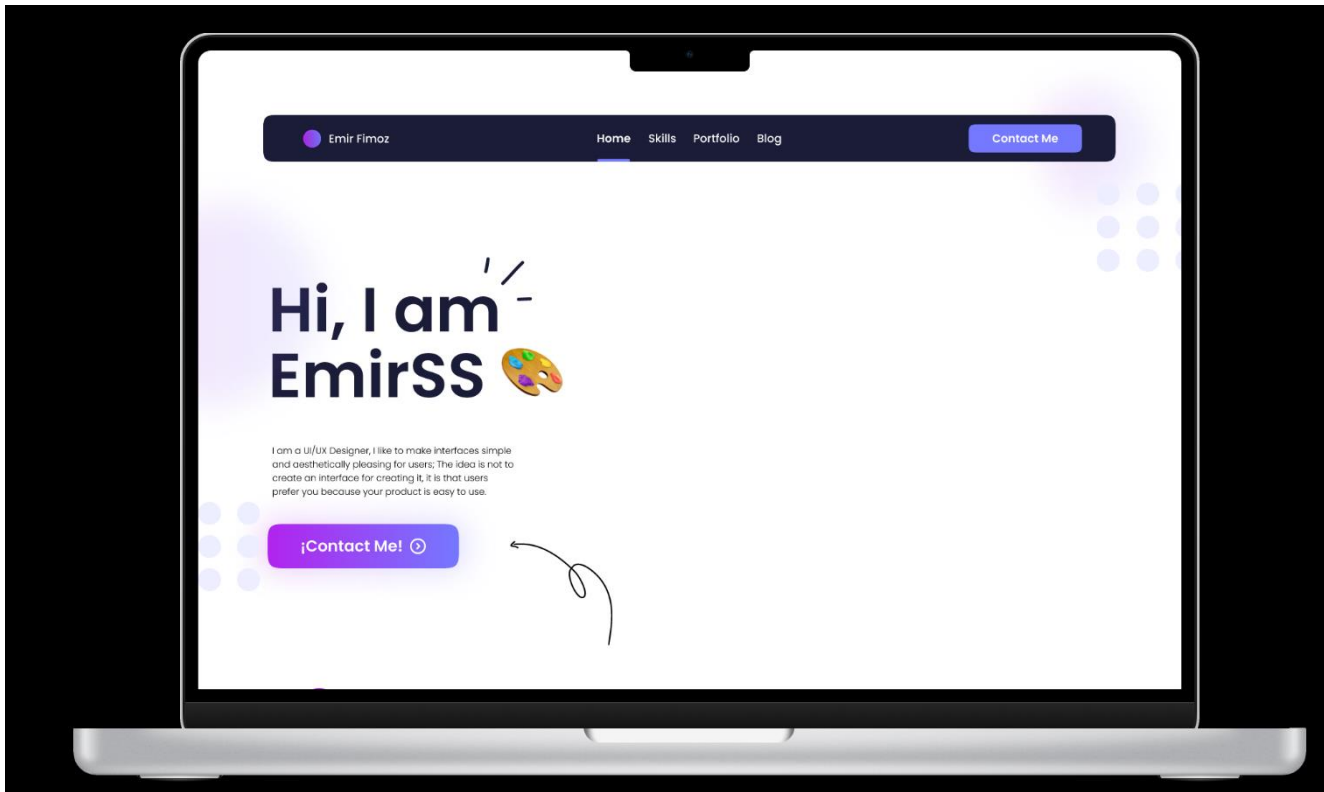 Emir Fimoz
Home Skills Portfolio Blog
Contact Me
Hi, I am
EmirSS
I am a UI/UX Designer, I like to make interfaces simple
and aesthetically pleasing for users; The idea is not to
create an interface for creating it, it is that users
prefer you because your product is easy to use.
¡Contact Me!